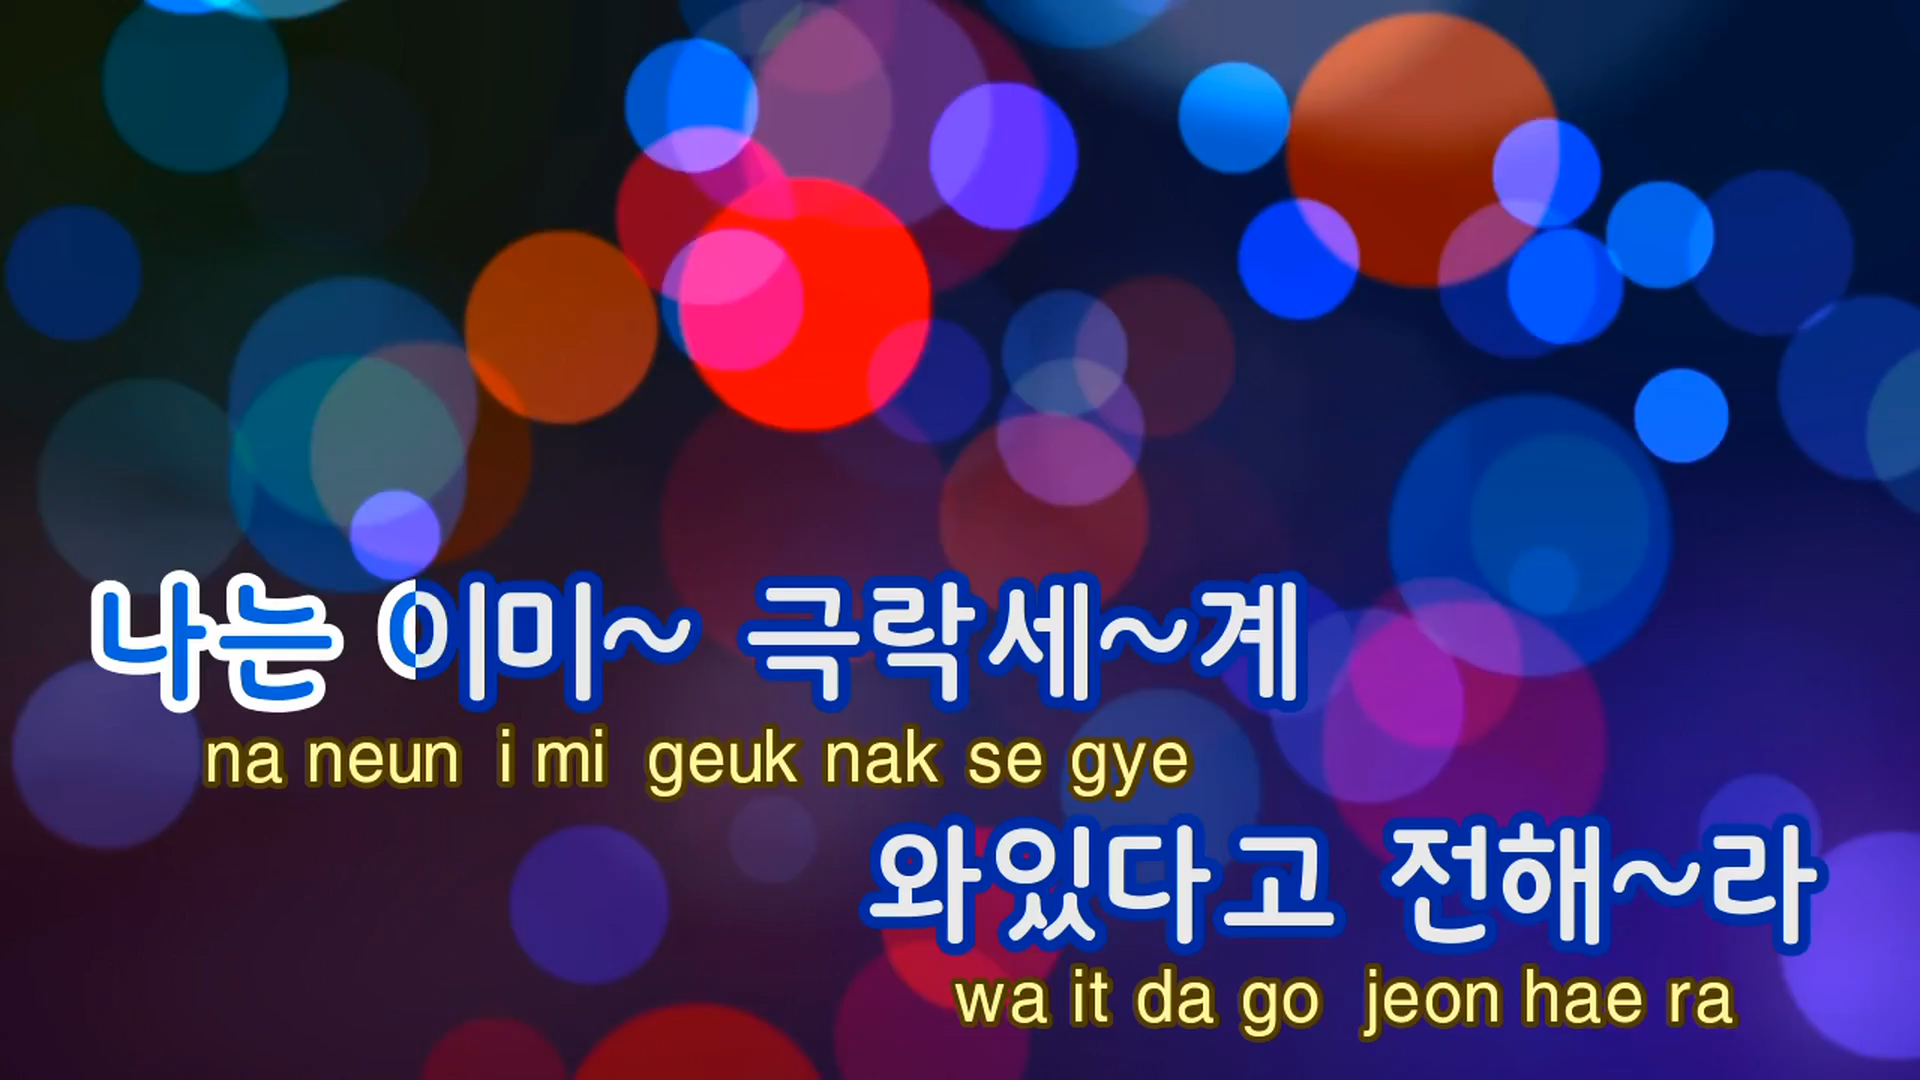 나는 이미~ 극락세~계
na neun i mi geuk nak se gye
와있다고 전해~라
wa it da go jeon hae ra